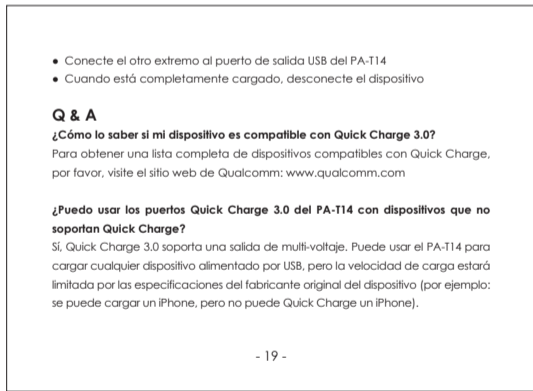 ● Conecte el otro extremo al puerto de salida USB del PA-T14
● Cuando está completamente cargado, desconecte el dispositivo
Q & A
¿Cómo lo saber si mi dispositivo es compatible con Quick Charge 3.0?
Para obtener una lista completa de dispositivos compatibles con Quick Charge,
por favor, visite el sitio web de Qualcomm: www.qualcomm.com
¿Puedo usar los puertos Quick Charge 3.0 del PA-T14 con dispositivos que no
soportan Quick Charge?
Sí, Quick Charge 3.0 soporta una salida de multi-voltaje. Puede usar el PA-T14 para
cargar cualquier dispositivo alimentado por USB, pero la velocidad de carga estará
limitada por las especificaciones del fabricante original del dispositivo (por ejemplo:
se puede cargar un iPhone, pero no puede Quick Charge un iPhone).
- 19 -